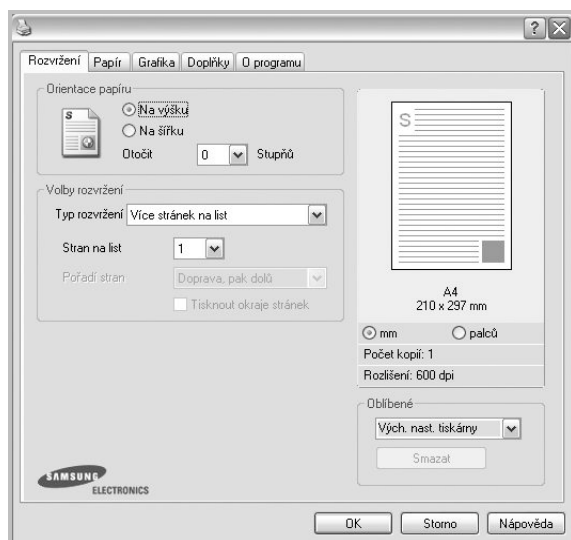 Rozvržení Papír Grafika Doplňky O programu
Orientace papíru
S
Na výšku
Na šířku
Otočit 0 Stupňů
Volby rozvržení
Typ rozvržení Více stránek na list
Stran na list 1
Pořadí stran Doprava, pak dolů
Tisknout okraje stránek
S
A4
210 x 297 mm
mm palců
Počet kopií: 1
Rozlišení: 600 dpi
Oblíbené
Vých. nast. tiskárny
Smazat
SAMSUNG
ELECTRONICS
OK Storno Nápověda